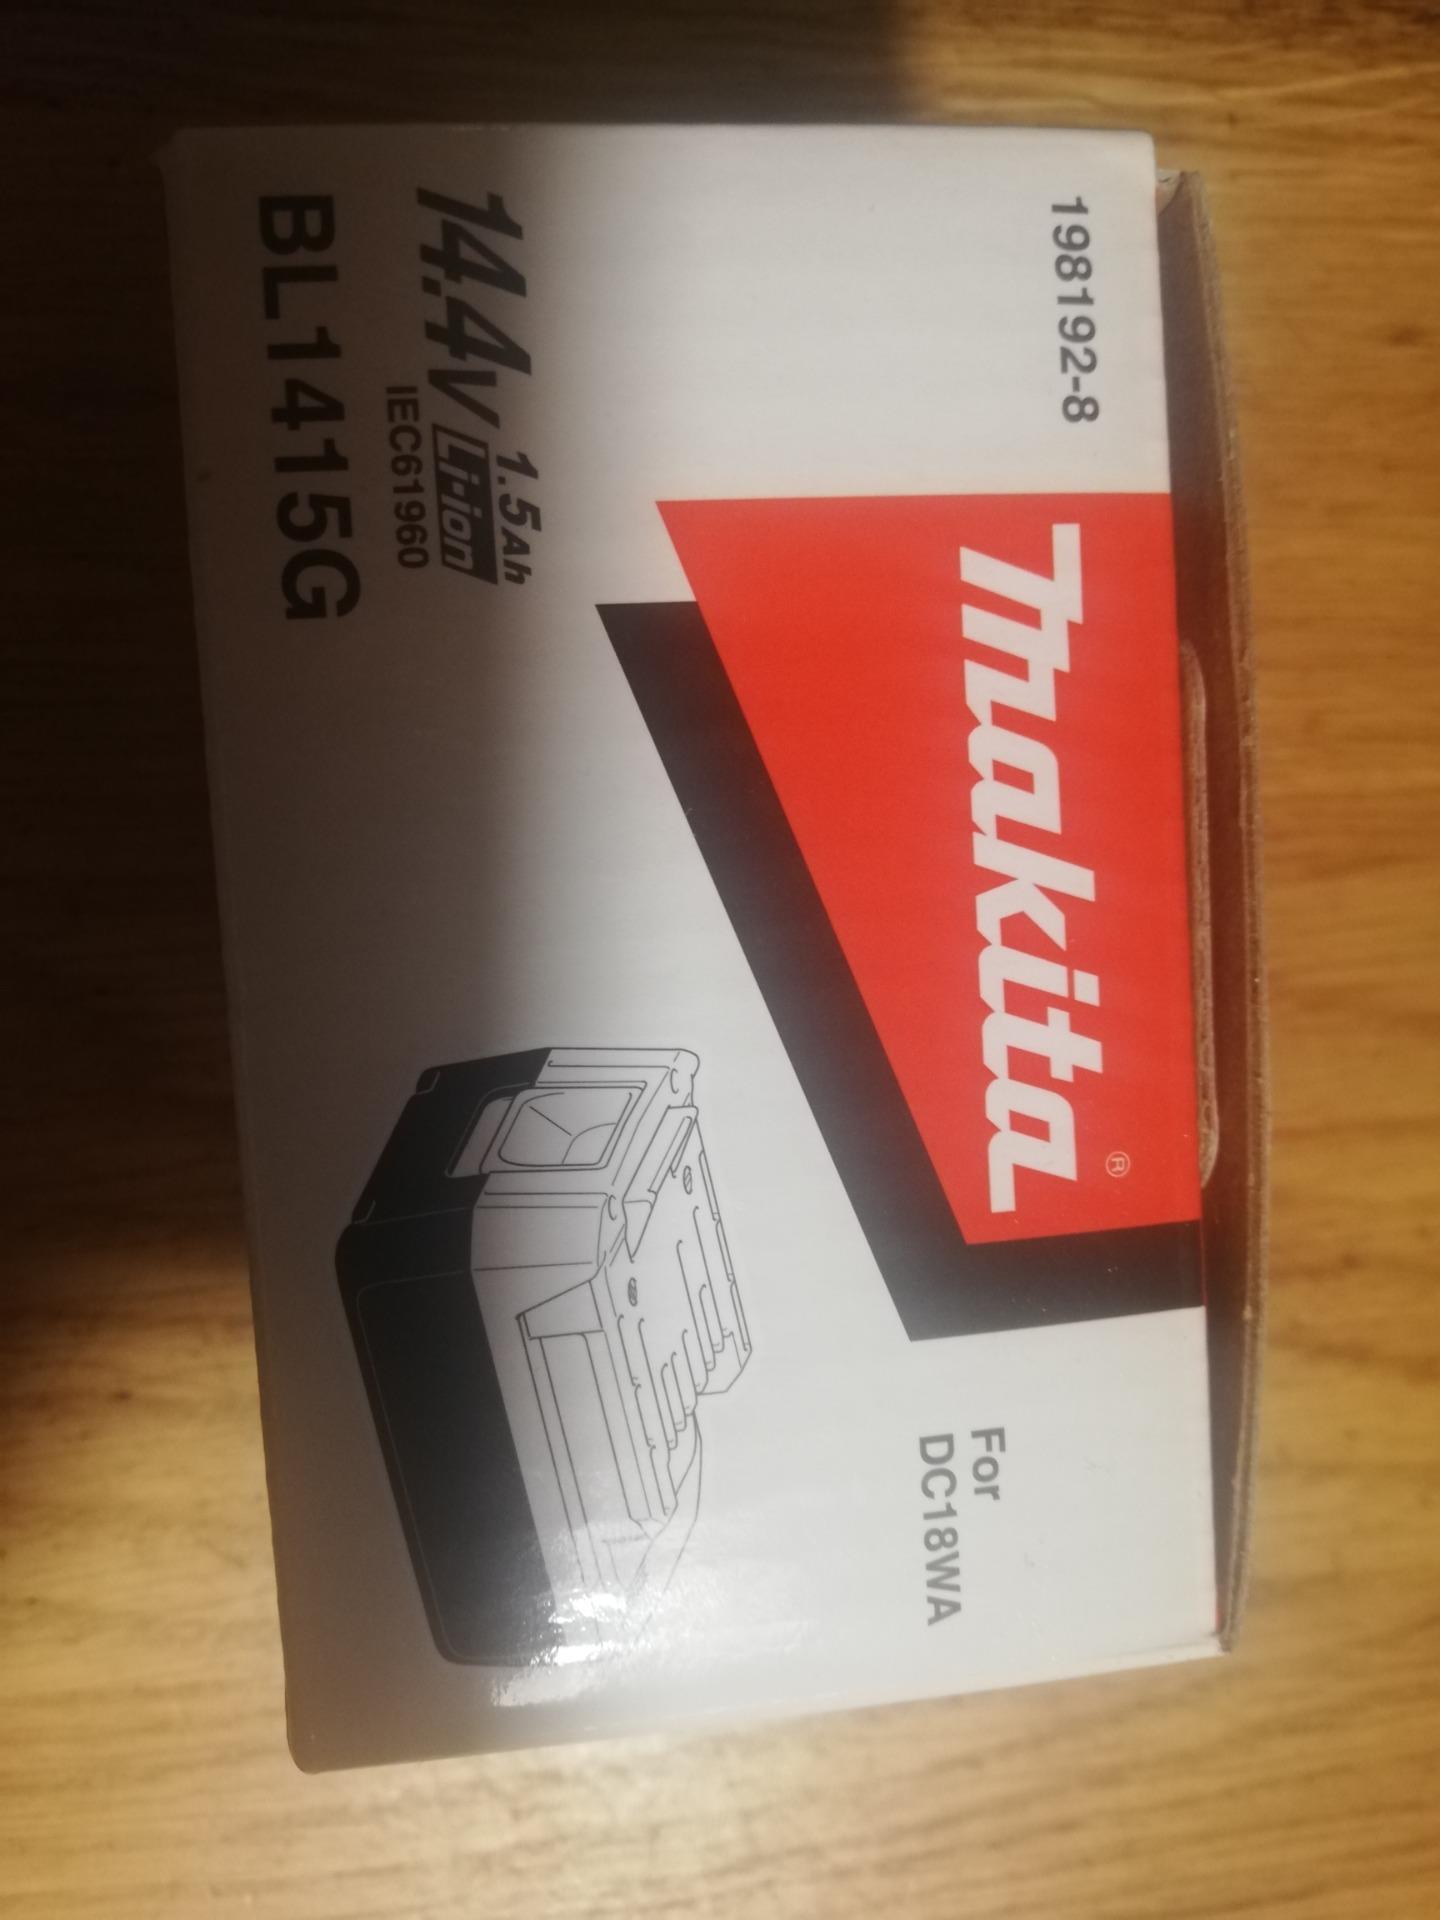 198192-8
Makita®
For
DC18WA
14.4V 1.5Ah
Li-ion
IEC61960
BL1415G